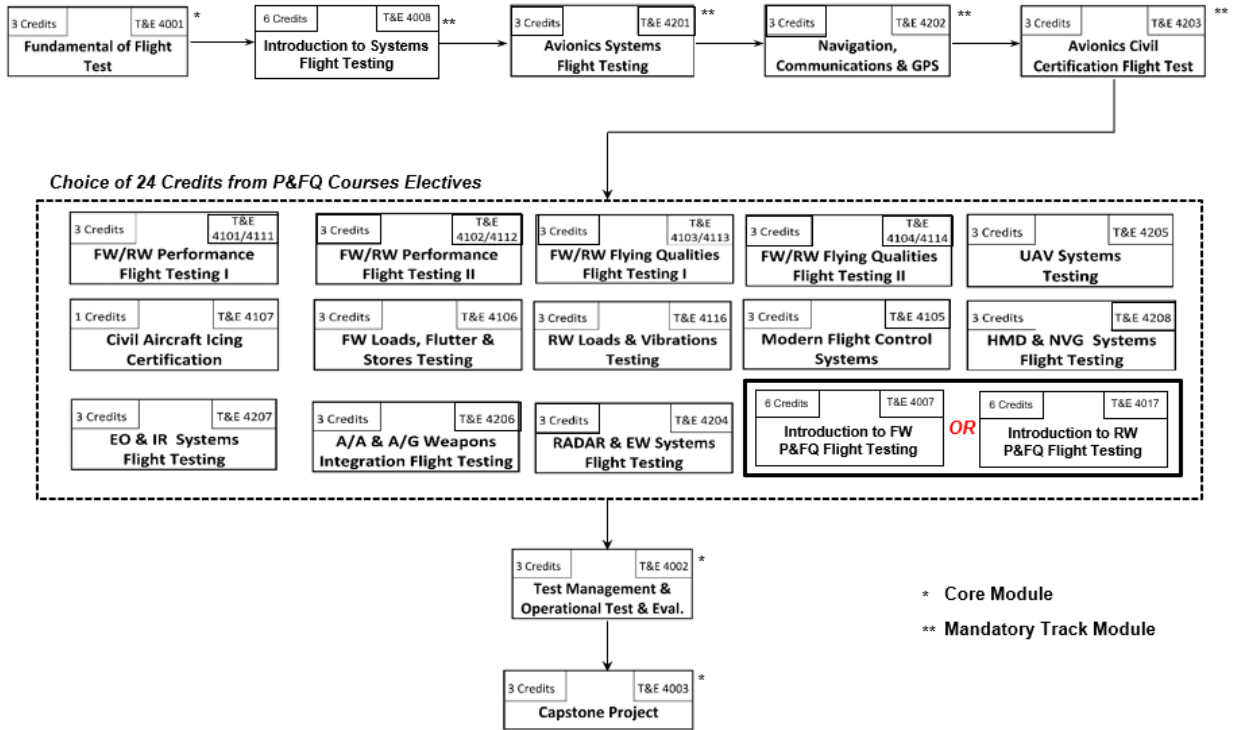 3 Credits T&E 4001 *
Fundamental of Flight
Test
6 Credits T&E 4008 **
Introduction to Systems
Flight Testing
3 Credits T&E 4201 **
Avionics Systems
Flight Testing
3 Credits T&E 4202 **
Navigation,
Communications & GPS
3 Credits T&E 4203 **
Avionics Civil
Certification Flight Test
Choice of 24 Credits from P&FQ Courses Electives
3 Credits T&E
4101/4111
FW/RW Performance
Flight Testing I
3 Credits T&E
4102/4112
FW/RW Performance
Flight Testing II
3 Credits T&E
4103/4113
FW/RW Flying Qualities
Flight Testing I
3 Credits T&E
4104/4114
FW/RW Flying Qualities
Flight Testing II
3 Credits T&E 4205
UAV Systems
Testing
1 Credits T&E 4107
Civil Aircraft Icing
Certification
3 Credits T&E 4106
FW Loads, Flutter &
Stores Testing
3 Credits T&E 4116
RW Loads & Vibrations
Testing
3 Credits T&E 4105
Modern Flight Control
Systems
3 Credits T&E 4208
HMD & NVG Systems
Flight Testing
3 Credits T&E 4207
EO & IR Systems
Flight Testing
3 Credits T&E 4206
A/A & A/G Weapons
Integration Flight Testing
3 Credits T&E 4204
RADAR & EW Systems
Flight Testing
6 Credits T&E 4007
Introduction to FW
P&FQ Flight Testing
OR
6 Credits T&E 4017
Introduction to RW
P&FQ Flight Testing
3 Credits T&E 4002 *
Test Management &
Operational Test & Eval.
* Core Module
** Mandatory Track Module
3 Credits T&E 4003 *
Capstone Project